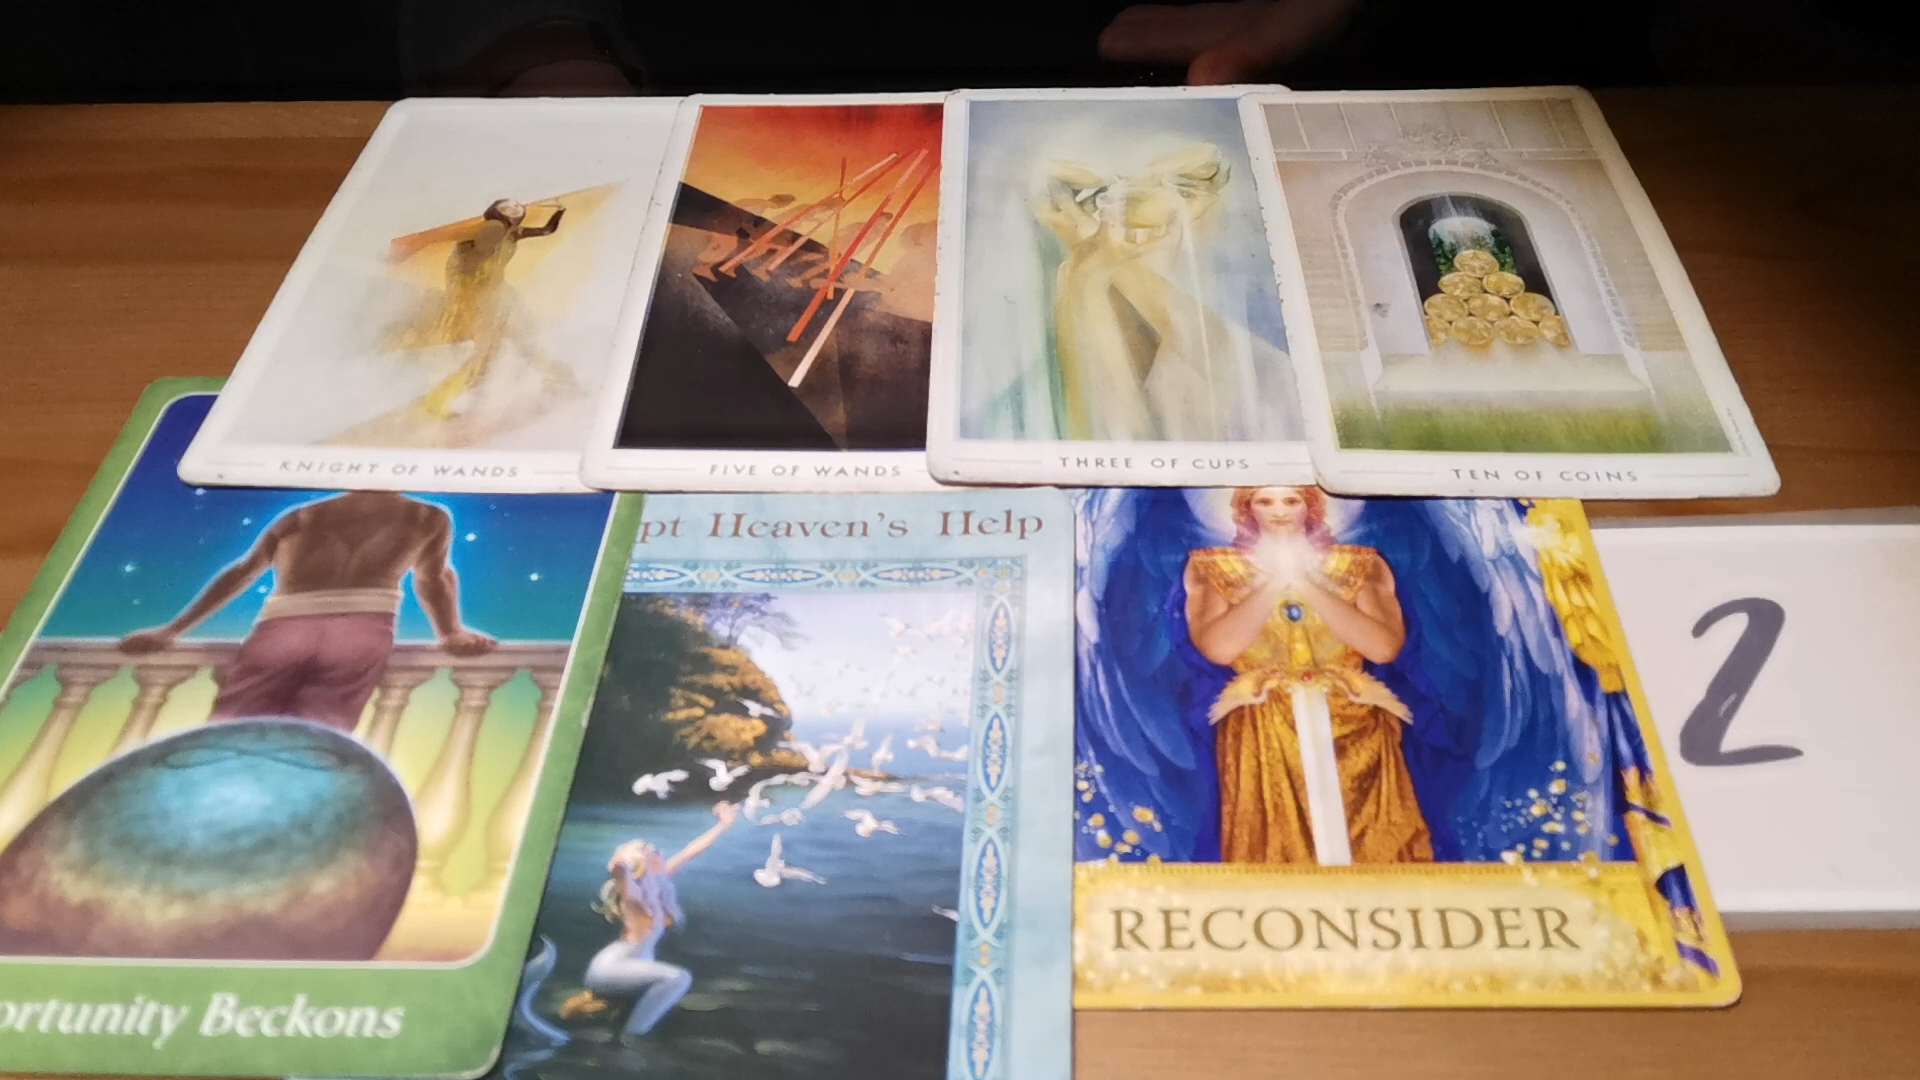 KNIGHT OF WANDS
FIVE OF WANDS
THREE OF CUPS
TEN OF COINS
pt Heaven's Help
2
RECONSIDER
ortunity Beckons